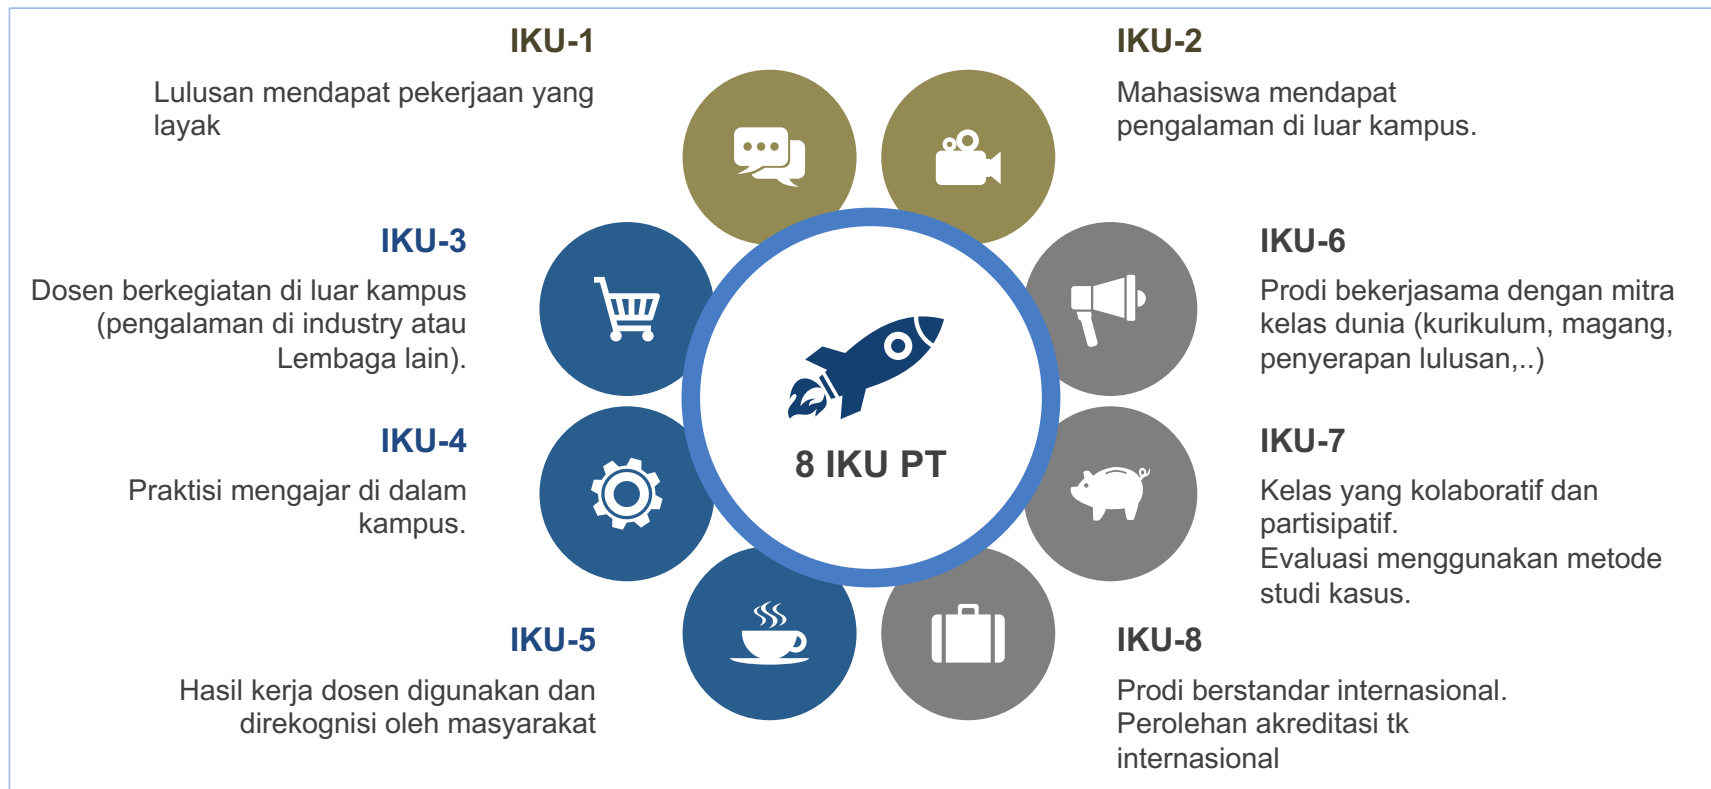 IKU-1
Lulusan mendapat pekerjaan yang
layak
IKU-2
Mahasiswa mendapat
pengalaman di luar kampus.
IKU-3
Dosen berkegiatan di luar kampus
(pengalaman di industry atau
Lembaga lain).
IKU-4
Praktisi mengajar di dalam
kampus.
IKU-5
Hasil kerja dosen digunakan dan
direkognisi oleh masyarakat
8 IKU PT
IKU-6
Prodi bekerjasama dengan mitra
kelas dunia (kurikulum, magang,
penyerapan lulusan,..)
IKU-7
Kelas yang kolaboratif dan
partisipatif.
Evaluasi menggunakan metode
studi kasus.
IKU-8
Prodi berstandar internasional.
Perolehan akreditasi tk
internasional